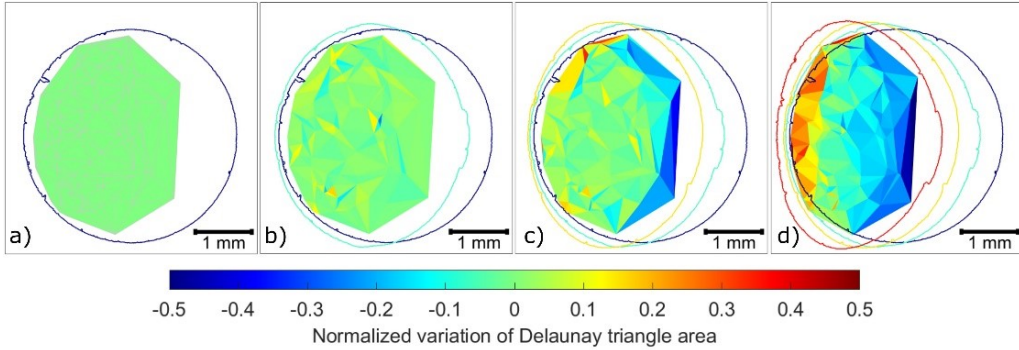 a)
1 mm
b)
1 mm
c)
1 mm
d)
1 mm
-0.5 -0.4 -0.3 -0.2 -0.1 0 0.1 0.2 0.3 0.4 0.5
Normalized variation of Delaunay triangle area